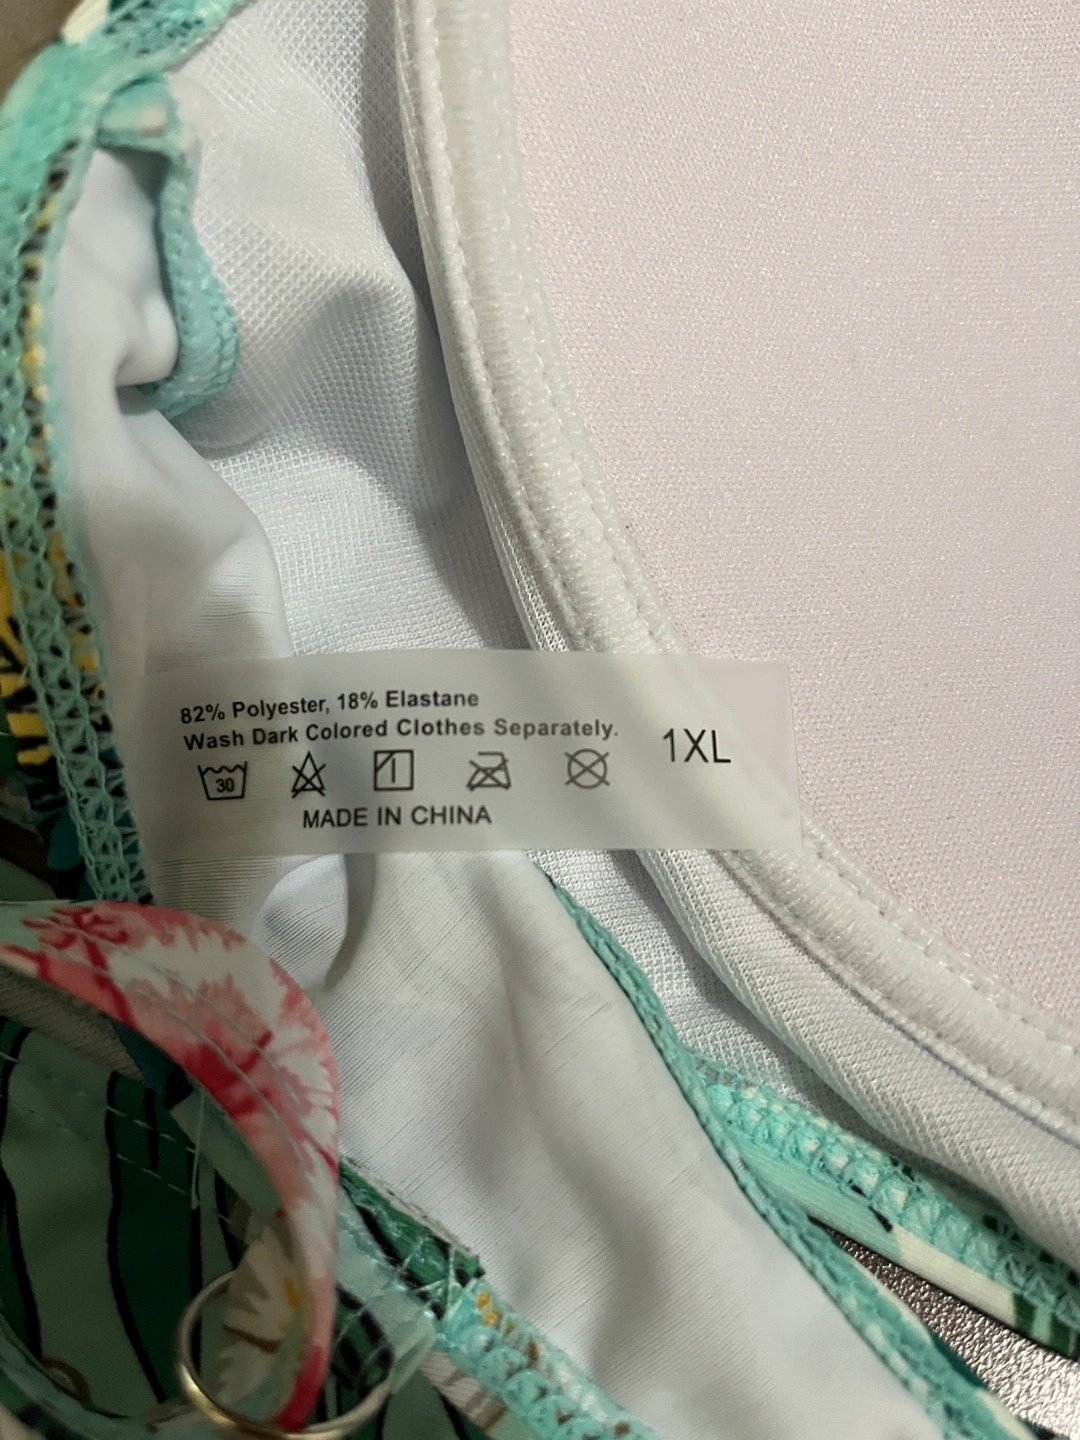 82% Polyester, 18% Elastane
Wash Dark Colored Clothes Separately.
1XL
30
MADE IN CHINA